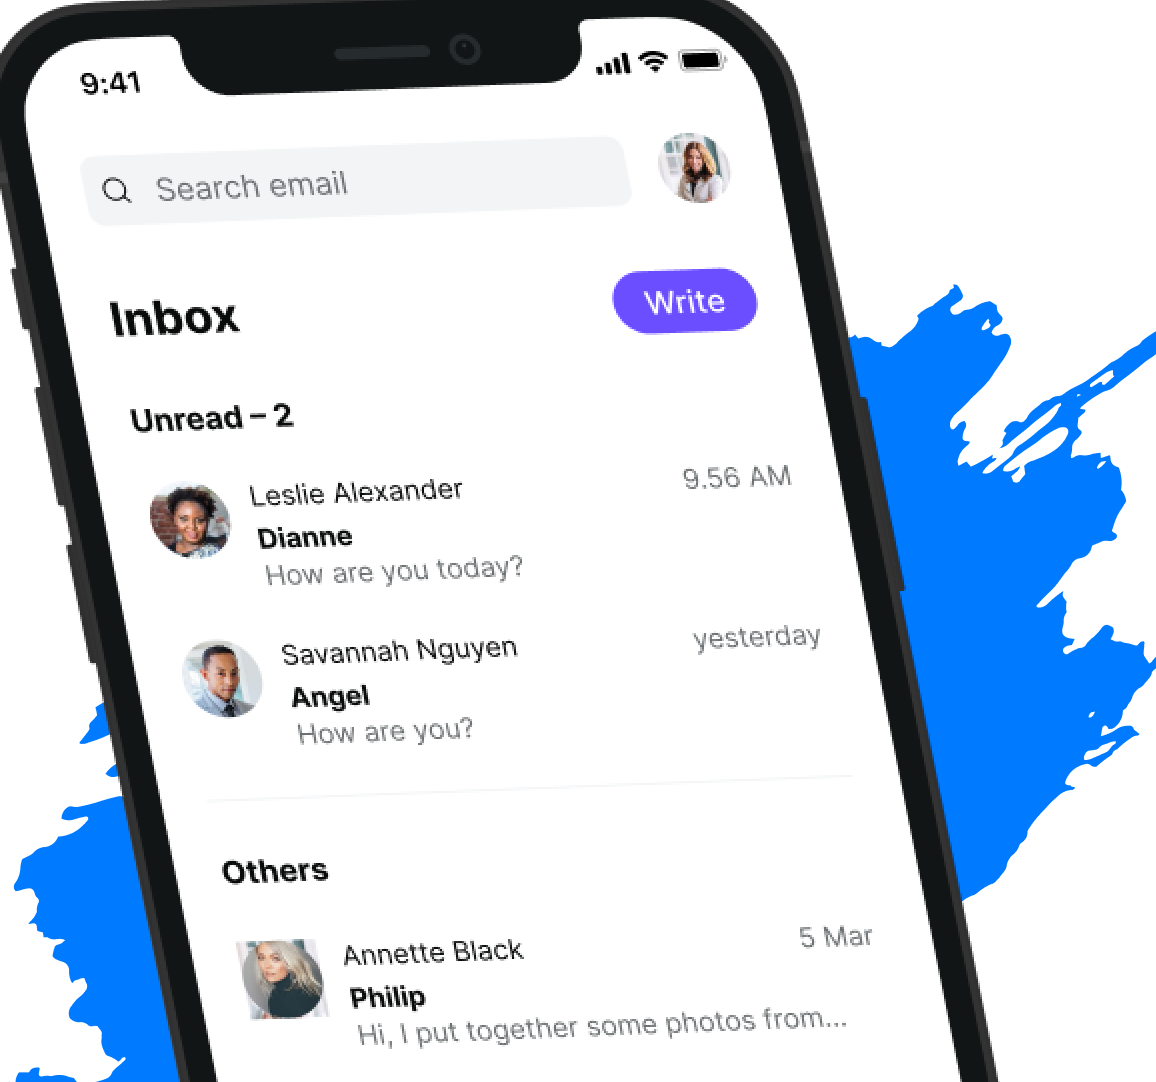 9:41
Search email
Inbox
Write
Unread – 2
Leslie Alexander
9.56 AM
Dianne
How are you today?
Savannah Nguyen
yesterday
Angel
How are you?
Others
Annette Black
5 Mar
Philip
Hi, I put together some photos from...